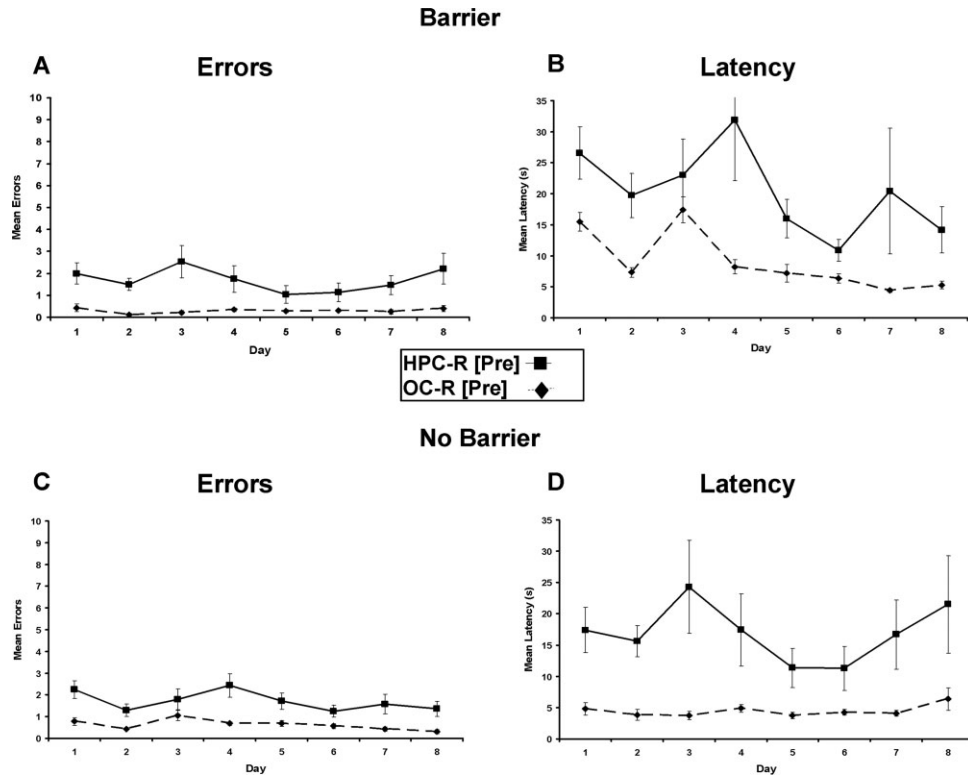 Barrier
A
Errors
10
9
8
7
6
5
4
3
2
1
0
Mean Errors
1 2 3 4 5 6 7 8
Day
B
Latency
35
30
25
20
15
10
5
0
Mean Latency (s)
1 2 3 4 5 6 7 8
Day
HPC-R [Pre]
OC-R [Pre]
No Barrier
C
Errors
10
9
8
7
6
5
4
3
2
1
0
Mean Errors
1 2 3 4 5 6 7 8
Day
D
Latency
35
30
25
20
15
10
5
0
Mean Latency (s)
1 2 3 4 5 6 7 8
Day